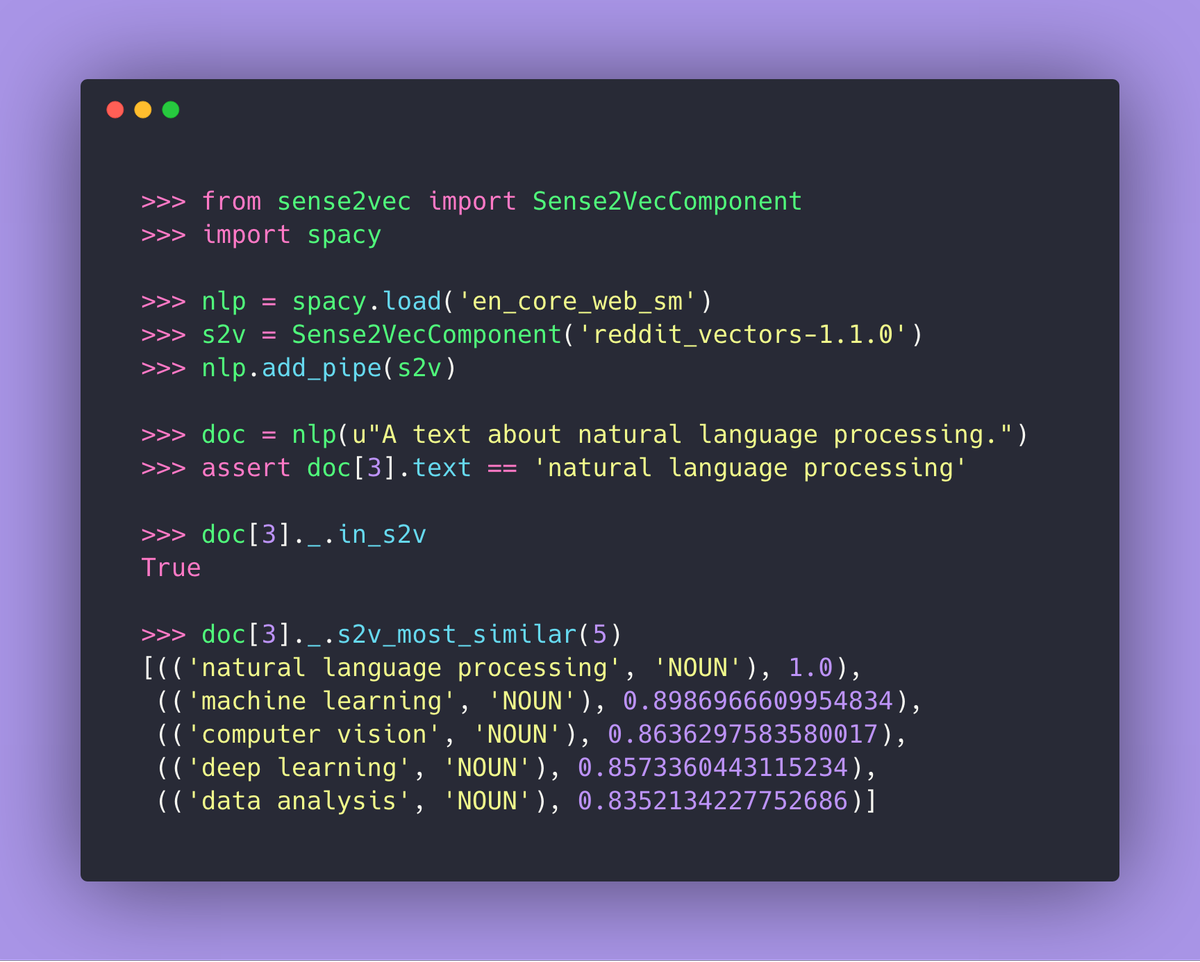 >>> from sense2vec import Sense2VecComponent
>>> import spacy
>>> nlp = spacy.load('en_core_web_sm')
>>> s2v = Sense2VecComponent('reddit_vectors-1.1.0')
>>> nlp.add_pipe(s2v)
>>> doc = nlp(u"A text about natural language processing.")
>>> assert doc[3].text == 'natural language processing'
>>> doc[3]._.in_s2v
True
>>> doc[3]._.s2v_most_similar(5)
[(('natural language processing', 'NOUN'), 1.0),
 (('machine learning', 'NOUN'), 0.8986966609954834),
 (('computer vision', 'NOUN'), 0.8636297583580017),
 (('deep learning', 'NOUN'), 0.8573360443115234),
 (('data analysis', 'NOUN'), 0.8352134227752686)]